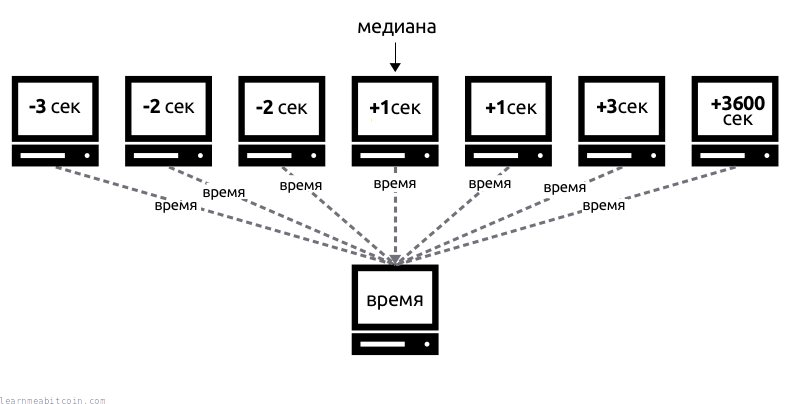 медиана
-3 сек
-2 сек
-2 сек
+1сек
+1сек
+3сек
+3600
сек
время
время
время
время
время
время
время
время
learnmeabitcoin.com